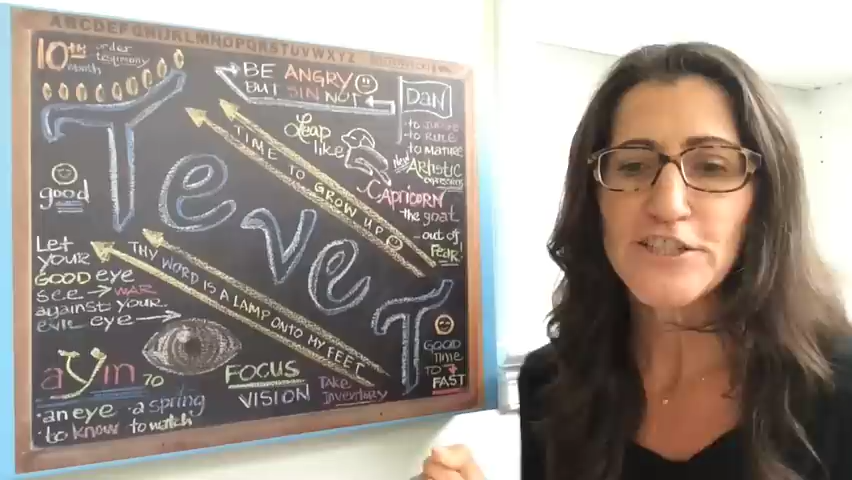 ABCDEFGHIJKLMNOPQRSTUVWXYZ
10TH order
testimony
month
BE ANGRY
BUT SIN NOT
DaN
to JUDGE
to RULE
to MATURE
New Artistic
expressions
Leap
like
TIME TO GROW UP
CAPRICORN
the goat
out of
FeAR!
TeveT
good
Let
your
GOOD eye
see → WAR
against your
evil eye →
THY WORD IS A LAMP ONTO MY FEET
ayin 70
an eye · a spring
to know to watch
FOCUS
VISION
TAKE
INVENTORY
GOOD
Time
TO
FAST